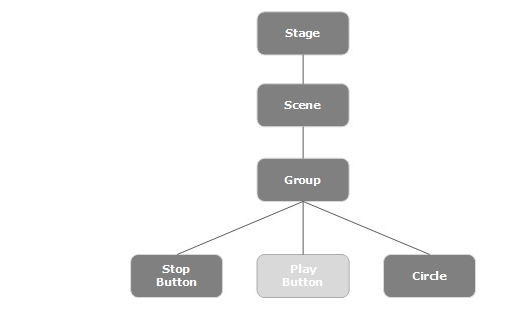 Stage
Scene
Group
Stop
Button
Play
Button
Circle